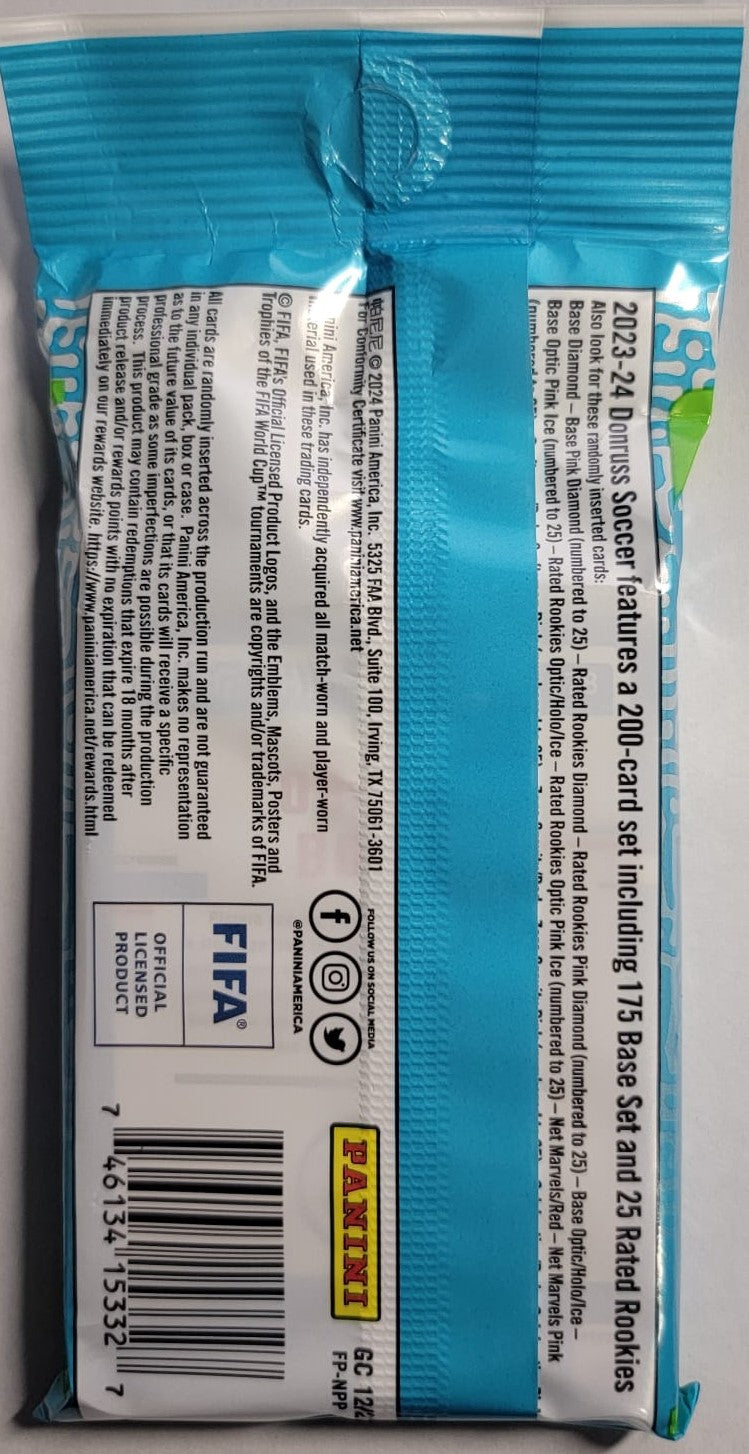 2023-24 Donruss Soccer features a 200-card set including 175 Base Set and 25 Rated Rookies
Also look for these randomly inserted cards:
Base Diamond – Base Pink Diamond (numbered to 25) – Rated Rookies Diamond – Rated Rookies Pink Diamond (numbered to 25) – Base Optic/Holo/Ice –
Base Optic Pink Ice (numbered to 25) – Rated Rookies Optic/Holo/Ice – Rated Rookies Optic Pink Ice (numbered to 25) – Net Marvels/Red – Net Marvels Pink
帕尼尼 © 2024 Panini America, Inc. 5325 FAA Blvd., Suite 100, Irving, TX 75061-3601
For Conformity Certificate visit www.paniniamerica.net
America, Inc. has independently acquired all match-worn and player-worn
used in these trading cards.
© FIFA, FIFA's Official Licensed Product Logos, and the Emblems, Mascots, Posters and
Trophies of the FIFA World Cup™ tournaments are copyrights and/or trademarks of FIFA.
All cards are randomly inserted across the production run and are not guaranteed
in any individual pack, box or case. Panini America, Inc. makes no representation
as to the future value of its cards, or that its cards will receive a specific
professional grade as some imperfections are possible during the production
process. This product may contain redemptions that expire 18 months after
product release and/or rewards points with no expiration that can be redeemed
immediately on our rewards website, https://www.paniniamerica.net/rewards.html
FOLLOW US ON SOCIAL MEDIA
f
@PANINIAMERICA
FIFA®
OFFICIAL
LICENSED
PRODUCT
PANINI
GC 12/
FP-NPP
7 46134 15332 7